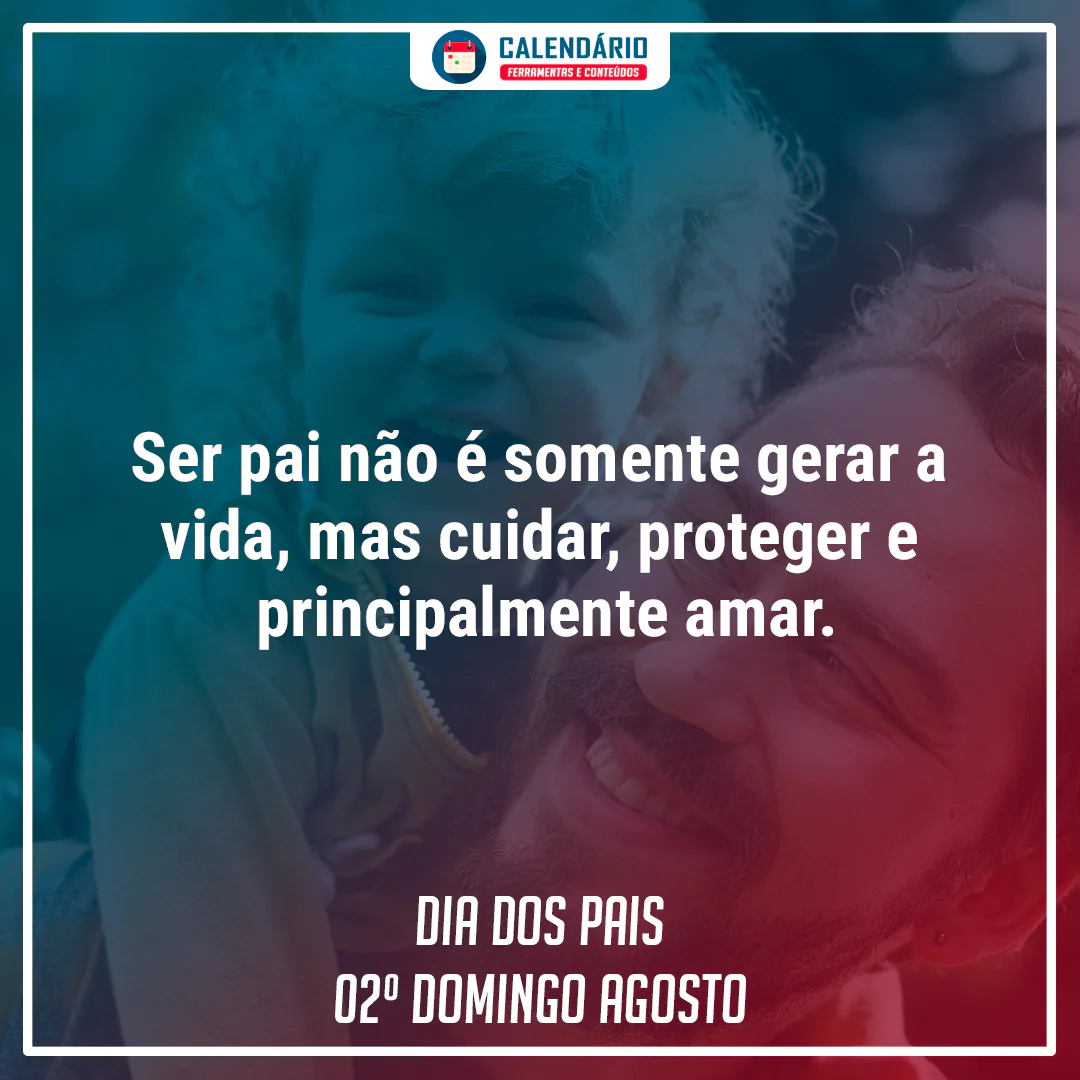 CALENDÁRIO
FERRAMENTAS E CONTEÚDOS
Ser pai não é somente gerar a
vida, mas cuidar, proteger e
principalmente amar.
DIA DOS PAIS
02º DOMINGO AGOSTO